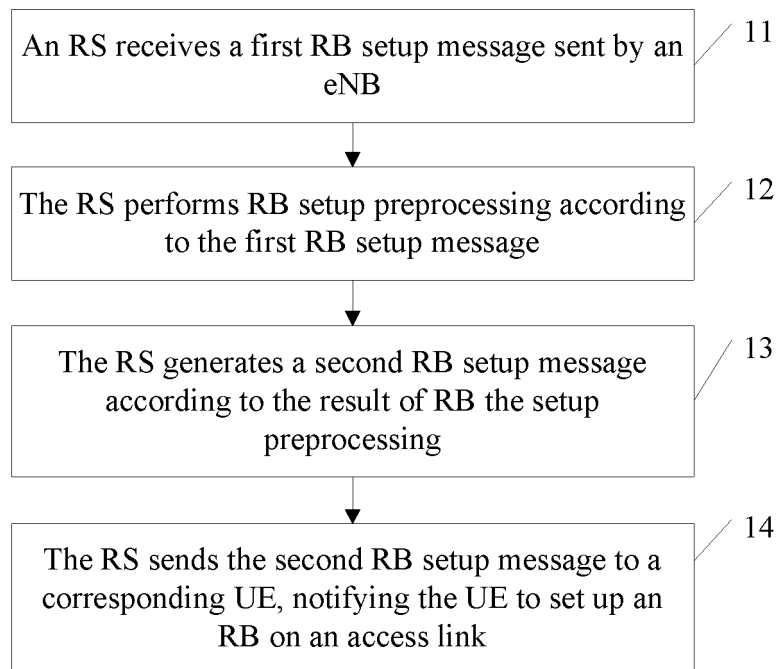 An RS receives a first RB setup message sent by an
eNB
11
The RS performs RB setup preprocessing according
to the first RB setup message
12
The RS generates a second RB setup message
according to the result of RB the setup
preprocessing
13
The RS sends the second RB setup message to a
corresponding UE, notifying the UE to set up an
RB on an access link
14